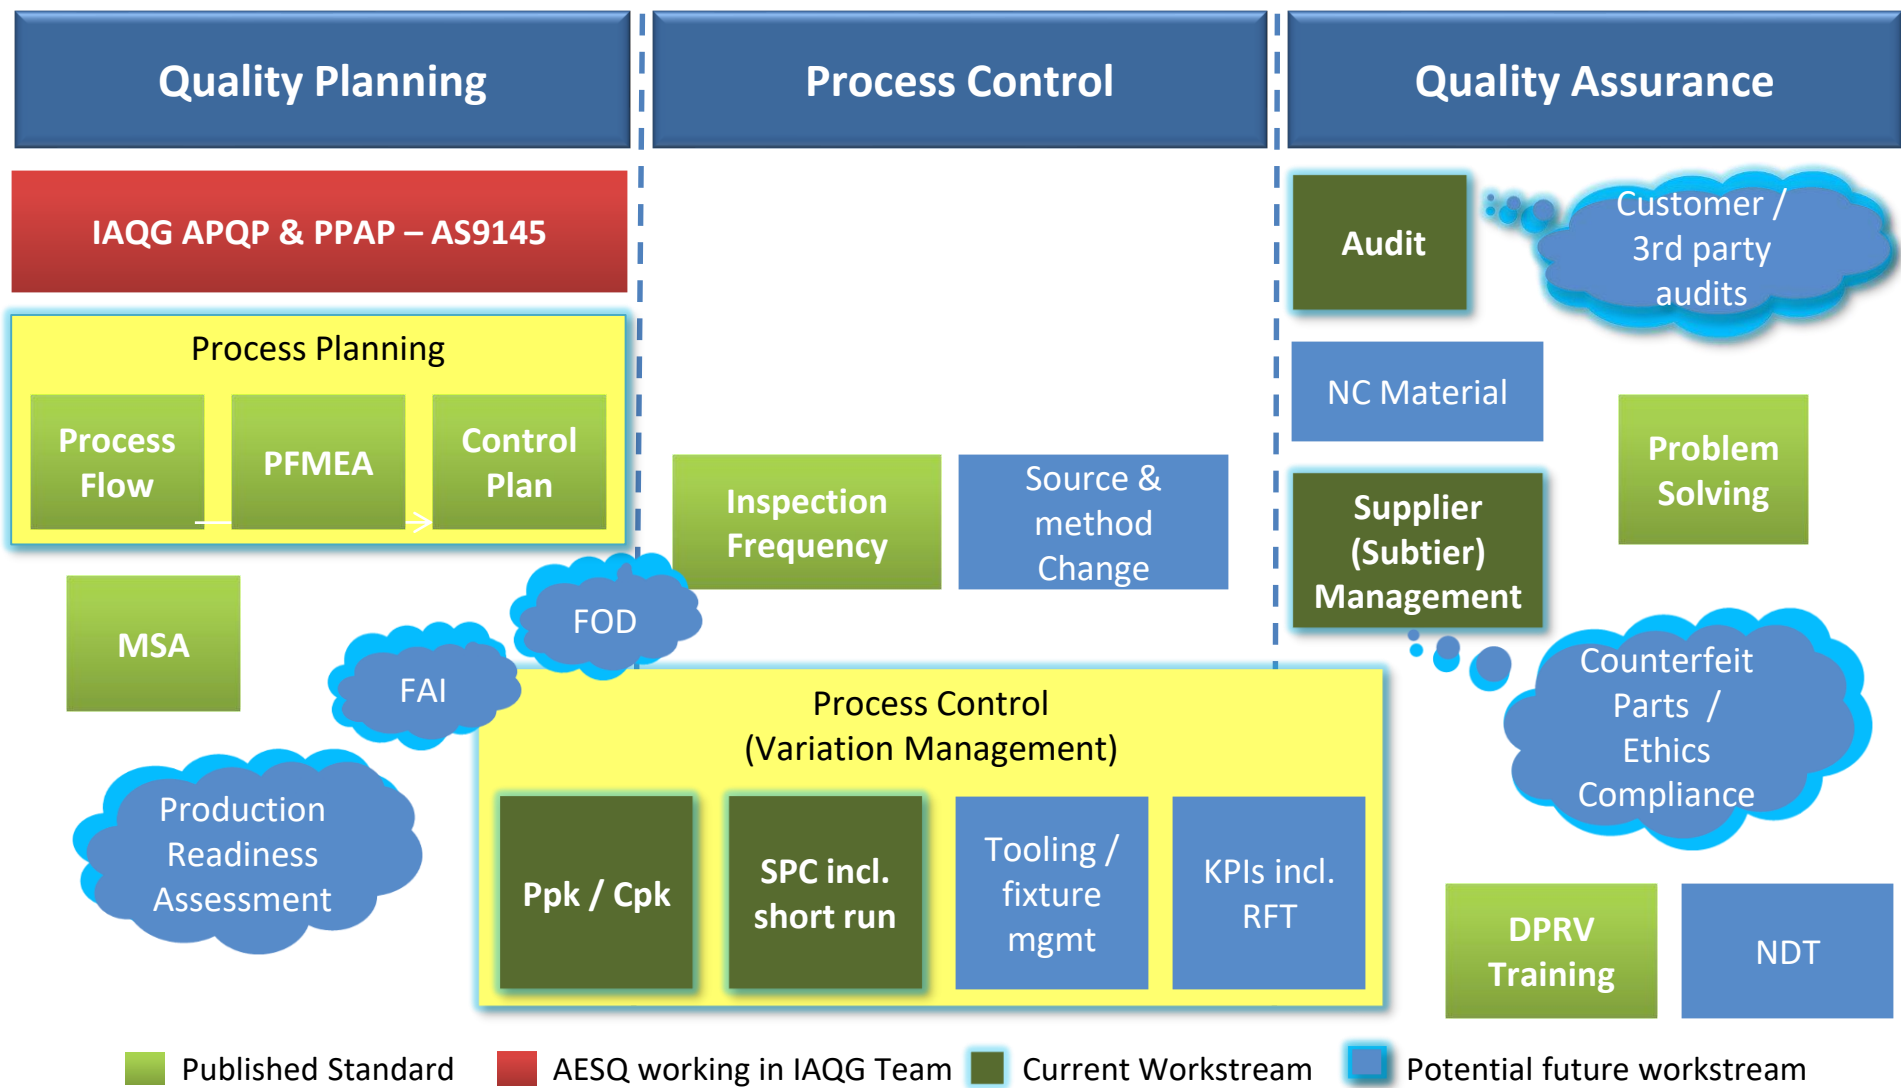 Quality Planning
Process Control
Quality Assurance
IAQG APQP & PPAP – AS9145
Process Planning
Process
Flow
PFMEA
Control
Plan
MSA
FAI
FOD
Production
Readiness
Assessment
Inspection
Frequency
Source &
method
Change
Process Control
(Variation Management)
Ppk / Cpk
SPC incl.
short run
Tooling /
fixture
mgmt
KPIs incl.
RFT
Audit
Customer /
3rd party
audits
NC Material
Problem
Solving
Supplier
(Subtier)
Management
Counterfeit
Parts /
Ethics
Compliance
DPRV
Training
NDT
Published Standard
AESQ working in IAQG Team
Current Workstream
Potential future workstream